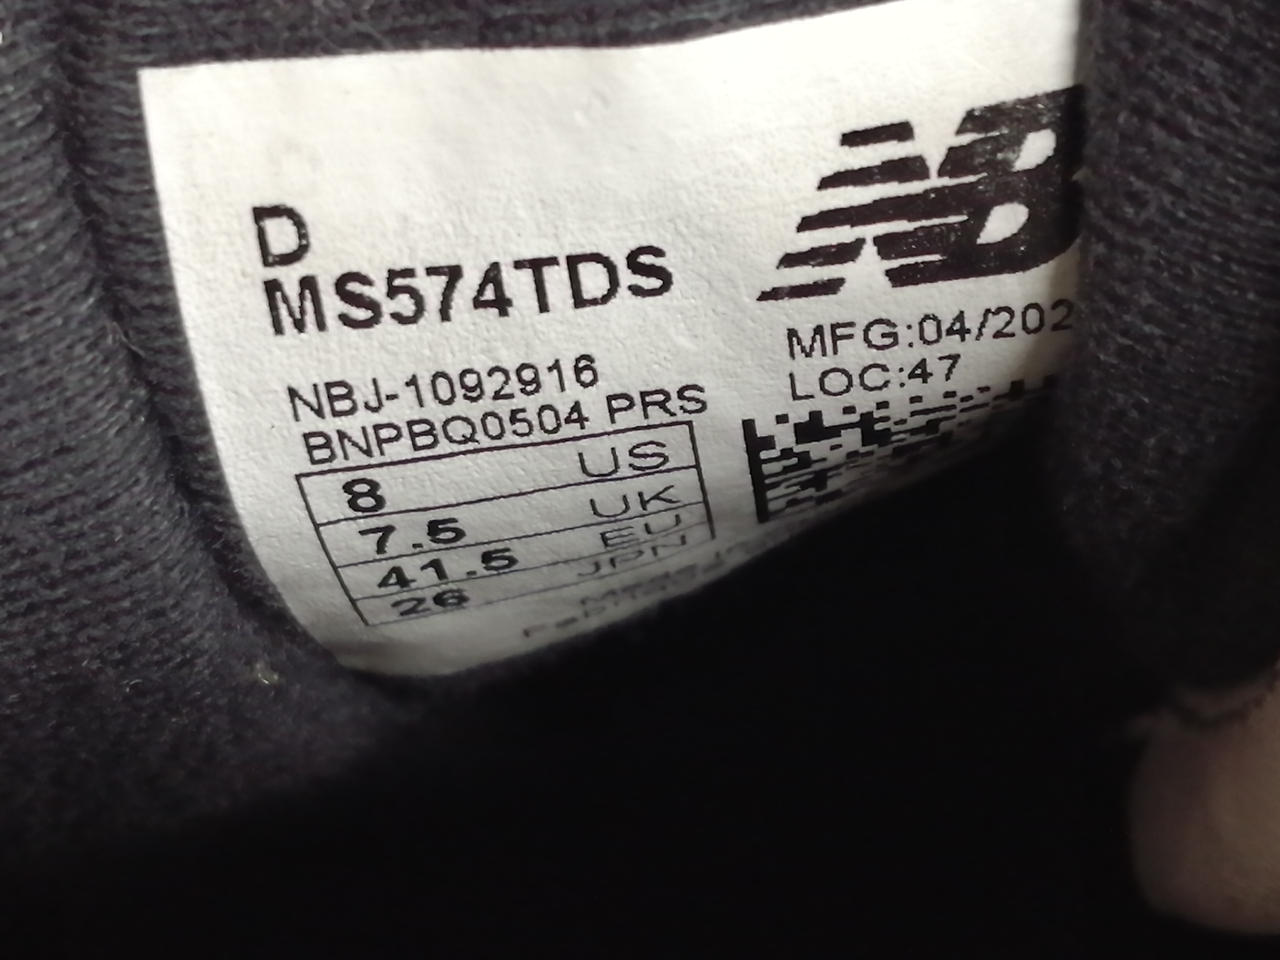 D
MS574TDS
NBJ-1092916
BNPBQ0504 PRS
8 US
7.5 UK
41.5 EU
26 JPN
NB
MFG:04/202
LOC:47